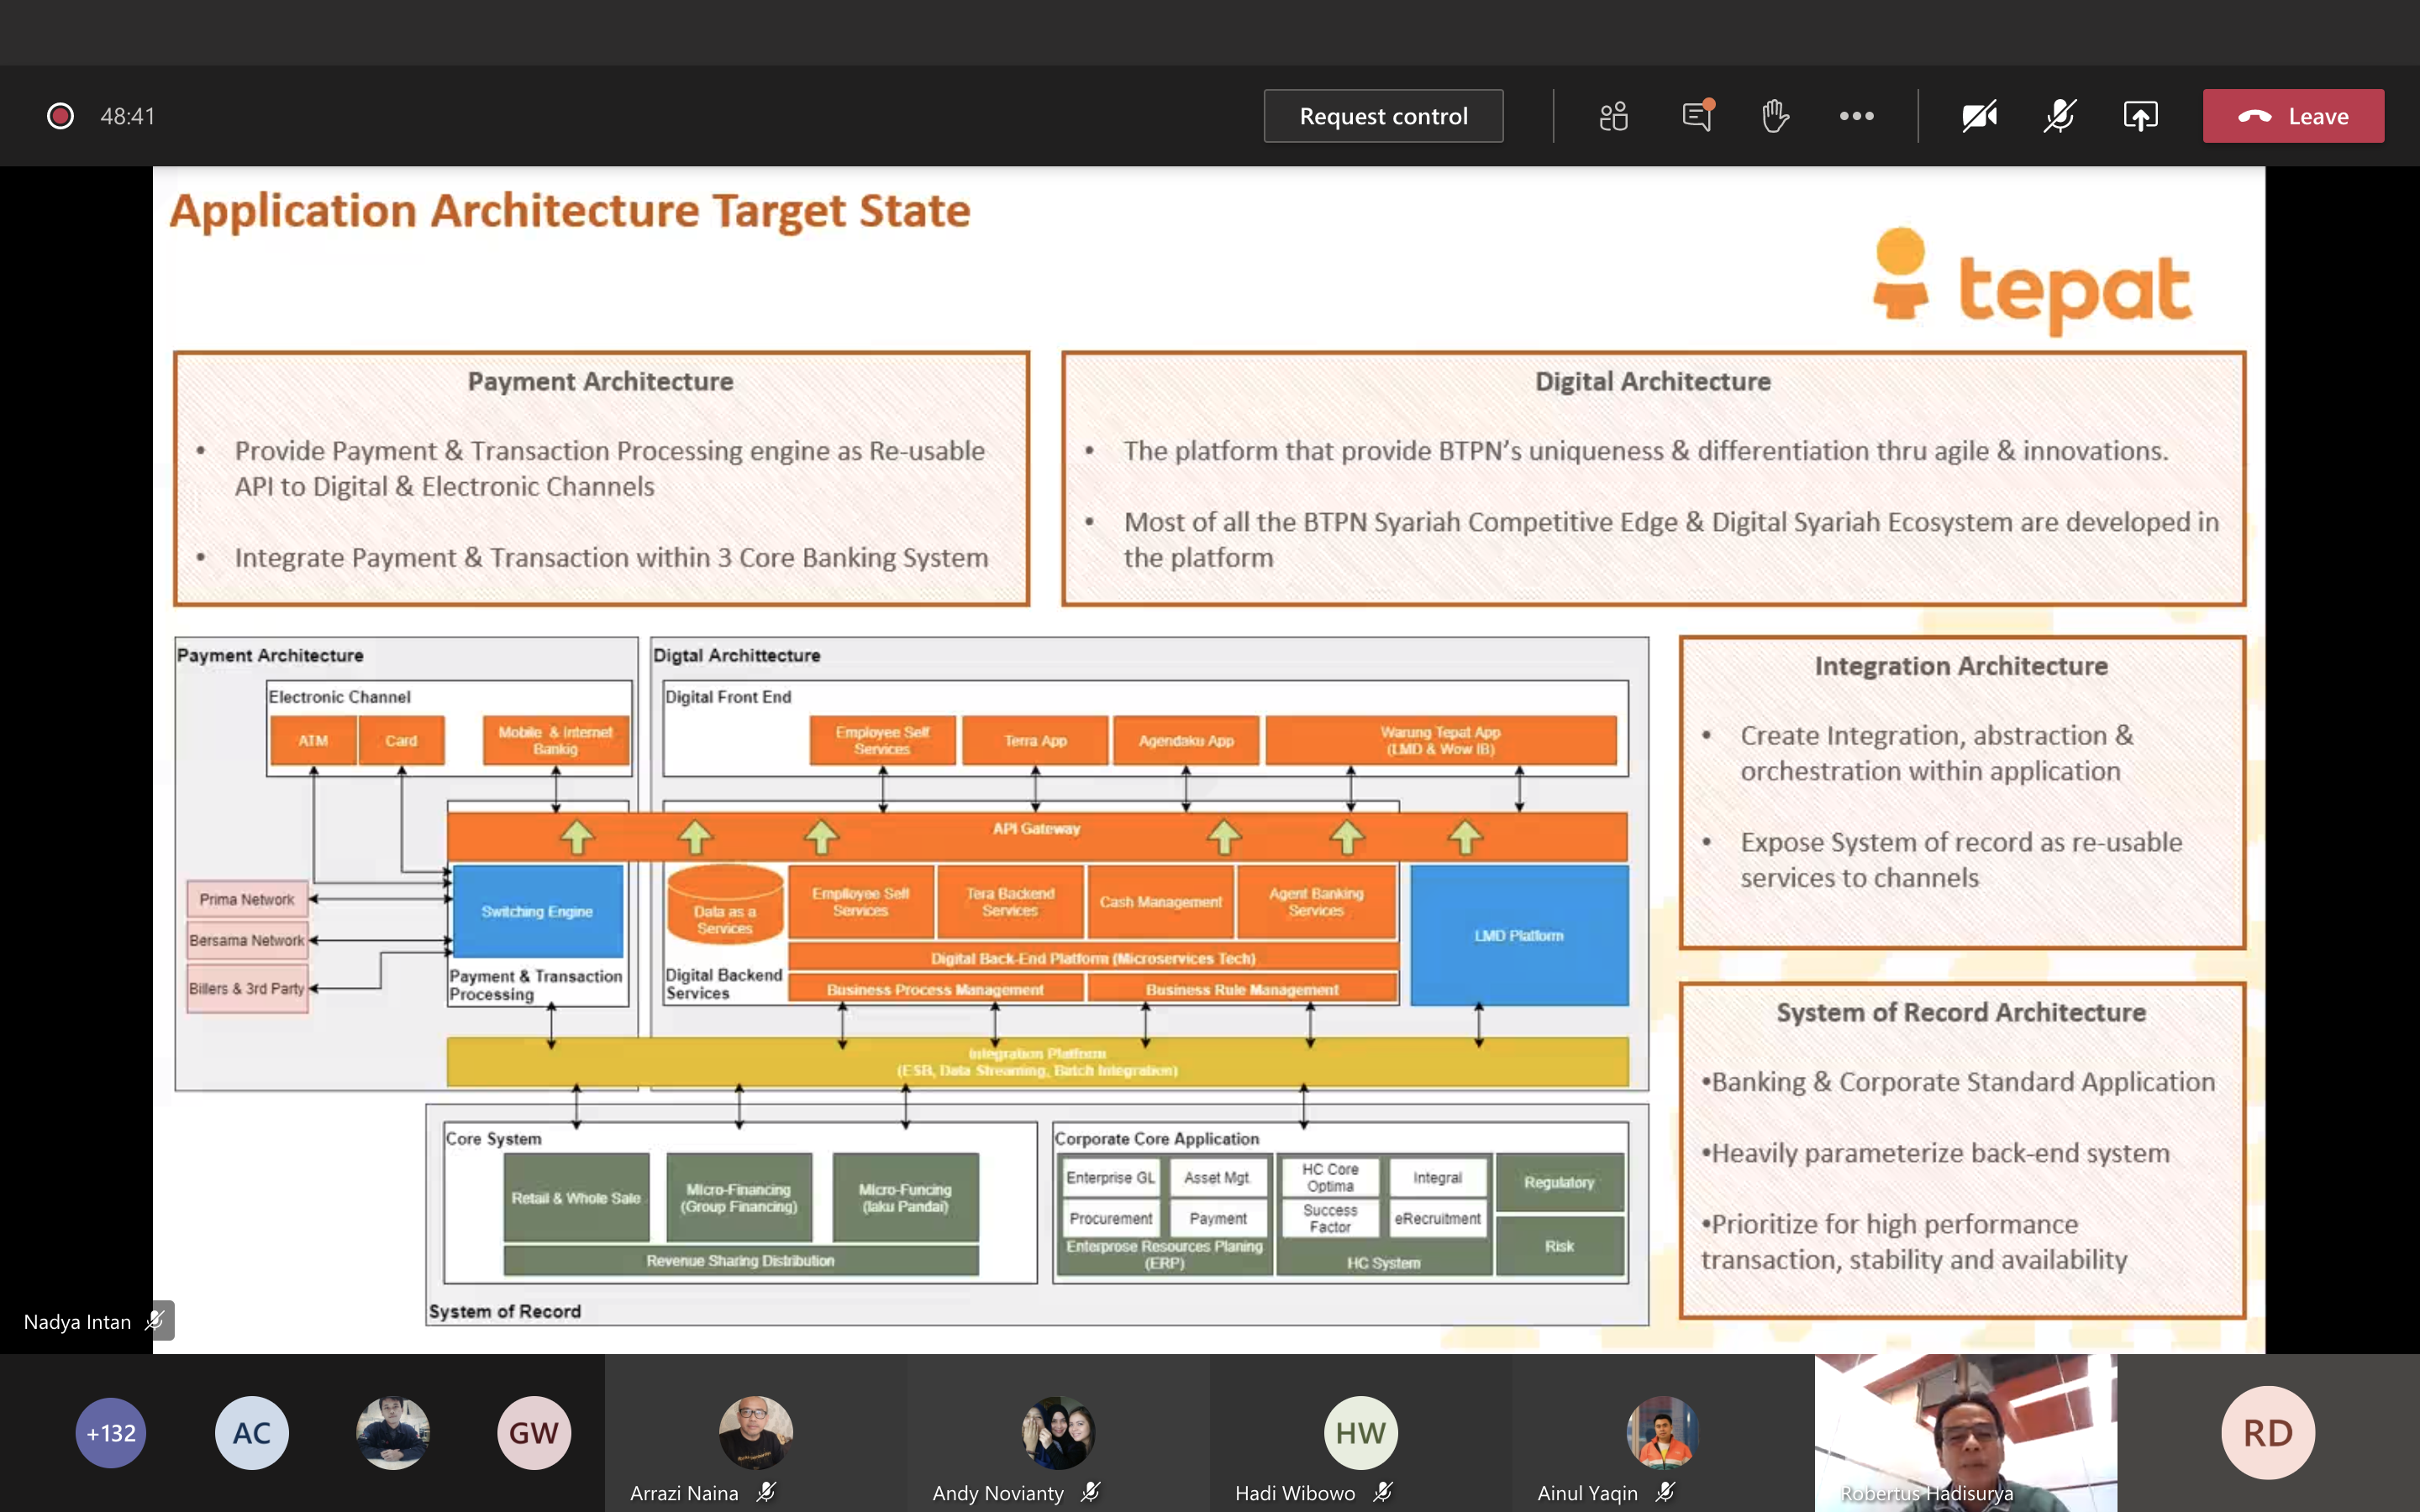 48:41
Request control
Leave
Application Architecture Target State
tepat
Payment Architecture
• Provide Payment & Transaction Processing engine as Re-usable
API to Digital & Electronic Channels
• Integrate Payment & Transaction within 3 Core Banking System
Digital Architecture
• The platform that provide BTPN's uniqueness & differentiation thru agile & innovations.
• Most of all the BTPN Syariah Competitive Edge & Digital Syariah Ecosystem are developed in
the platform
Payment Architecture
Electronic Channel
ATM
Card
Mobile & Internet
Bankig
Prima Network
Bersama Network
Billers & 3rd Party
Switching Engine
Payment & Transaction
Processing
Digtal Archittecture
Digital Front End
Employee Self
Services
Terra App
Agendaku App
Warung Tepat App
(LMD & Wow IB)
API Gateway
Data as a
Services
Employee Self
Services
Tera Backend
Services
Cash Management
Agent Banking
Services
LMD Platform
Digital Back-End Platform (Microservices Tech)
Digital Backend
Services
Business Process Management
Business Rule Management
Integration Platform
(ESB, Data Streaming, Batch Integration)
Core System
Retail & Whole Sale
Micro-Financing
(Group Financing)
Micro-Funcing
(laku Pandai)
Revenue Sharing Distribution
Corporate Core Application
Enterprise GL
Asset Mgt.
Procurement
Payment
Enterprose Resources Planing
(ERP)
HC Core
Optima
Integral
Success
Factor
eRecruitment
HC System
Regulatory
Risk
System of Record
Integration Architecture
• Create Integration, abstraction &
orchestration within application
• Expose System of record as re-usable
services to channels
System of Record Architecture
•Banking & Corporate Standard Application
•Heavily parameterize back-end system
•Prioritize for high performance
transaction, stability and availability
Nadya Intan
+132
AC
GW
Arrazi Naina
Andy Novianty
HW
Hadi Wibowo
Ainul Yaqin
Robertus Hadisurya
RD